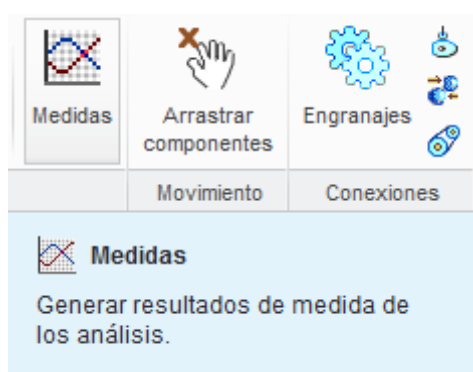 Medidas
Arrastrar
componentes
Engranajes
Movimiento
Conexiones
Medidas
Generar resultados de medida de
los análisis.